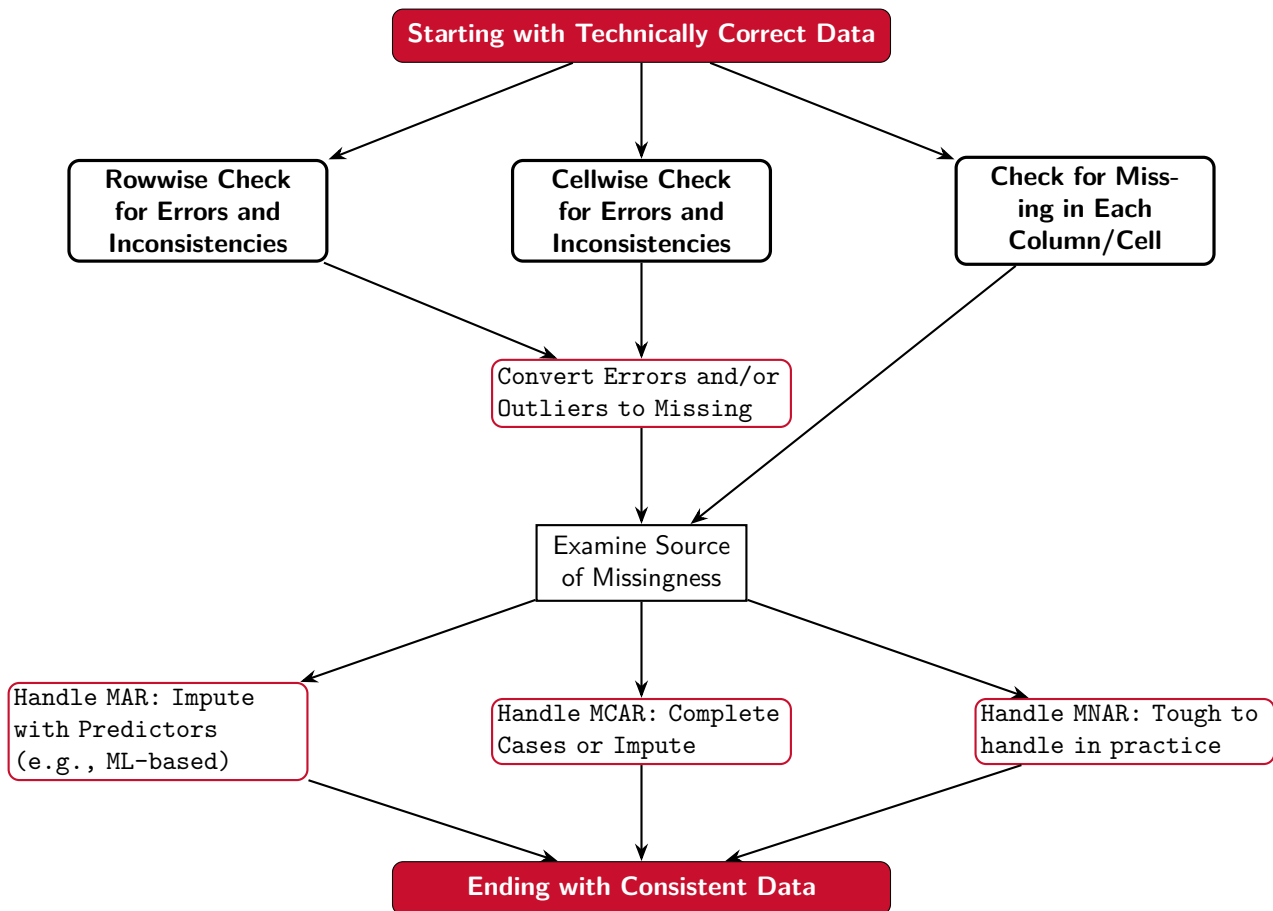 Starting with Technically Correct Data
Rowwise Check
for Errors and
Inconsistencies
Cellwise Check
for Errors and
Inconsistencies
Check for Miss-
ing in Each
Column/Cell
Convert Errors and/or
Outliers to Missing
Examine Source
of Missingness
Handle MAR: Impute
with Predictors
(e.g., ML-based)
Handle MCAR: Complete
Cases or Impute
Handle MNAR: Tough to
handle in practice
Ending with Consistent Data